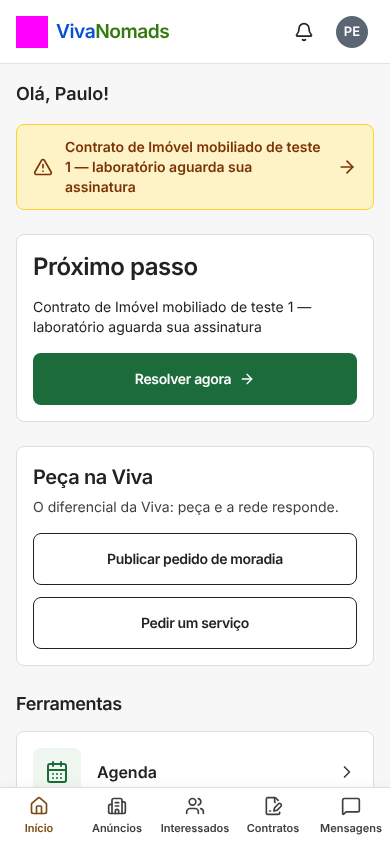 VivaNomads
PE
Olá, Paulo!
Contrato de Imóvel mobiliado de teste
1 — laboratório aguarda sua
assinatura
Próximo passo
Contrato de Imóvel mobiliado de teste 1 —
laboratório aguarda sua assinatura
Resolver agora
Peça na Viva
O diferencial da Viva: peça e a rede responde.
Publicar pedido de moradia
Pedir um serviço
Ferramentas
Agenda
Início
Anúncios
Interessados
Contratos
Mensagens